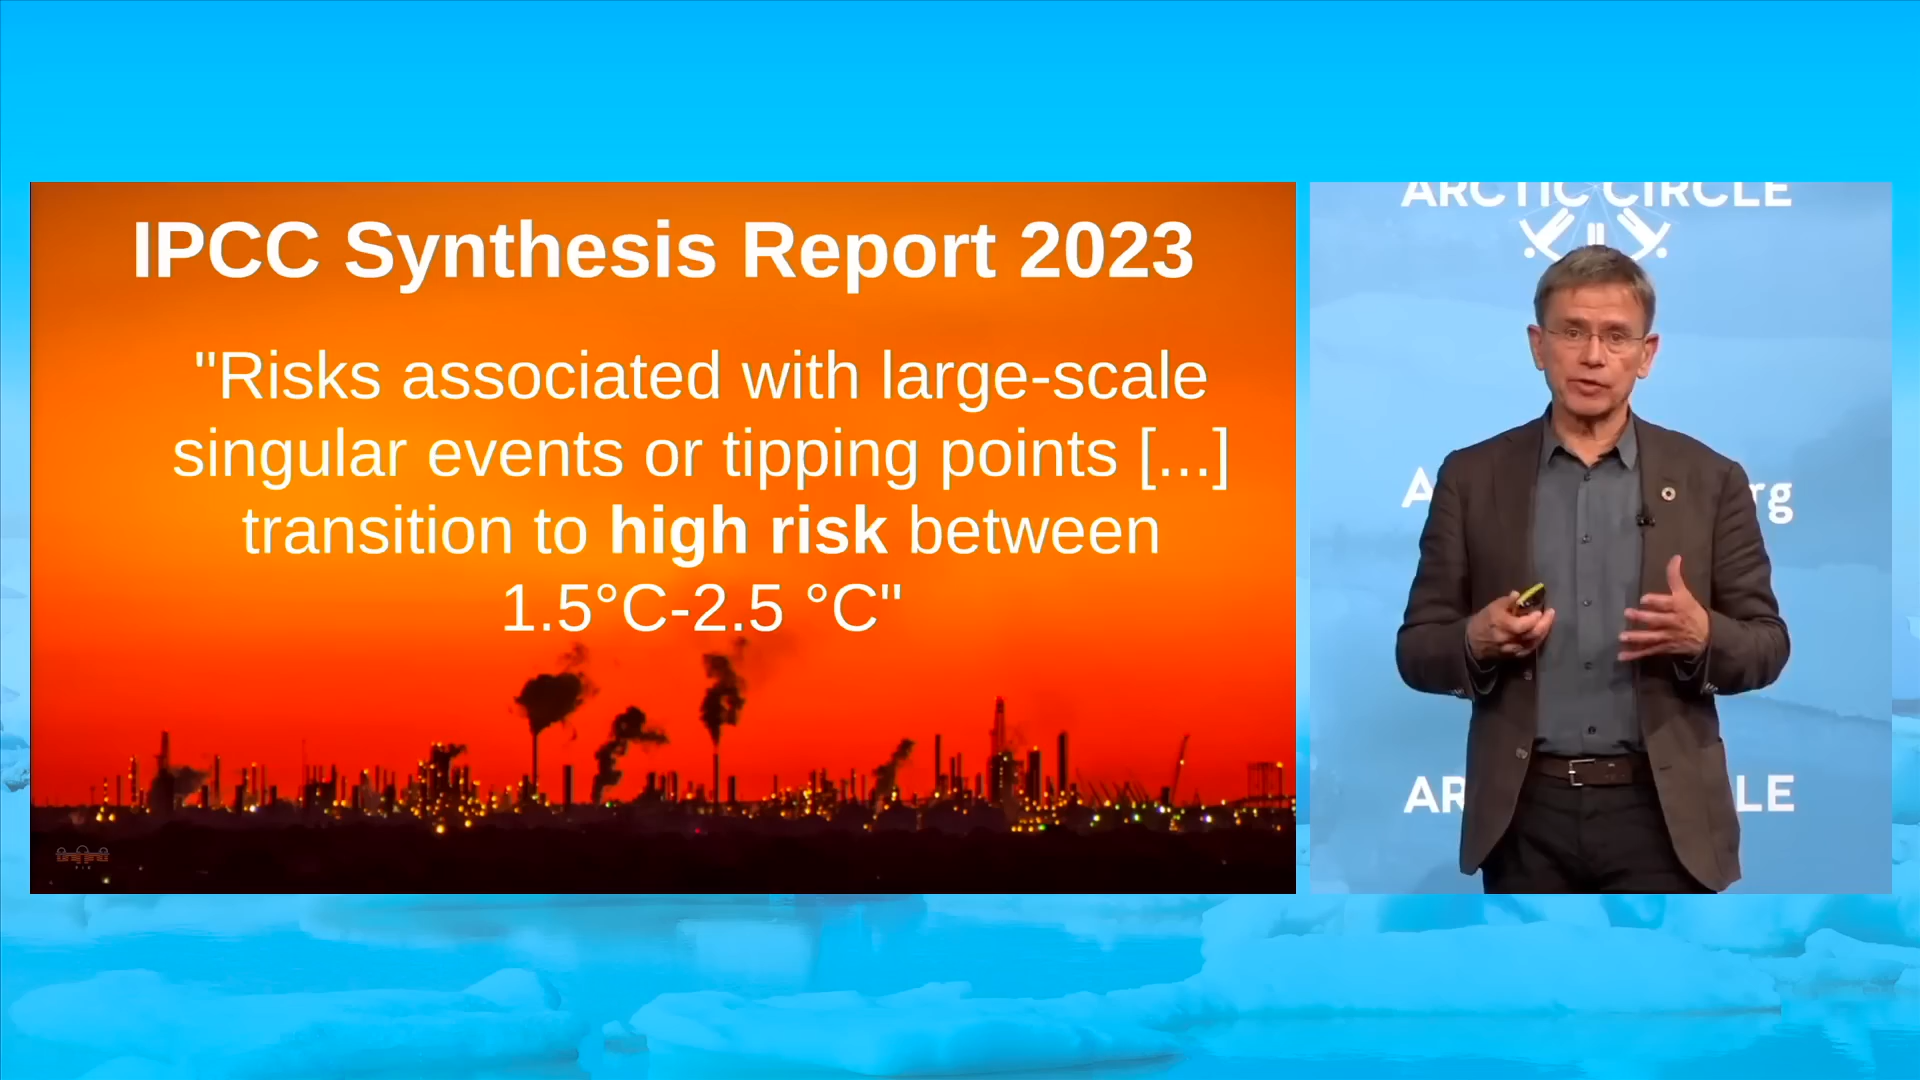 IPCC Synthesis Report 2023
"Risks associated with large-scale
singular events or tipping points [...]
transition to high risk between
1.5°C-2.5 °C"
ARCTIC CIRCLE